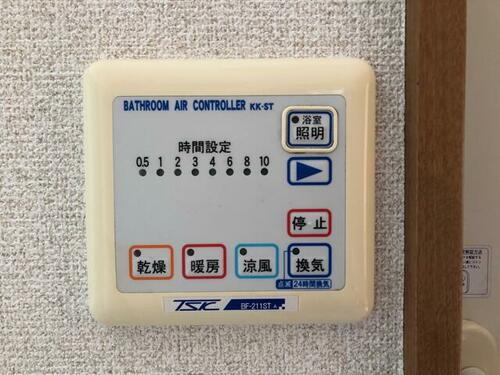 BATHROOM AIR CONTROLLER KK-ST
浴室
照明
時間設定
0.5 1 2 3 4 6 8 10
停止
乾燥 暖房 涼風 換気
点滅 24時間換気
TSK BF-211ST